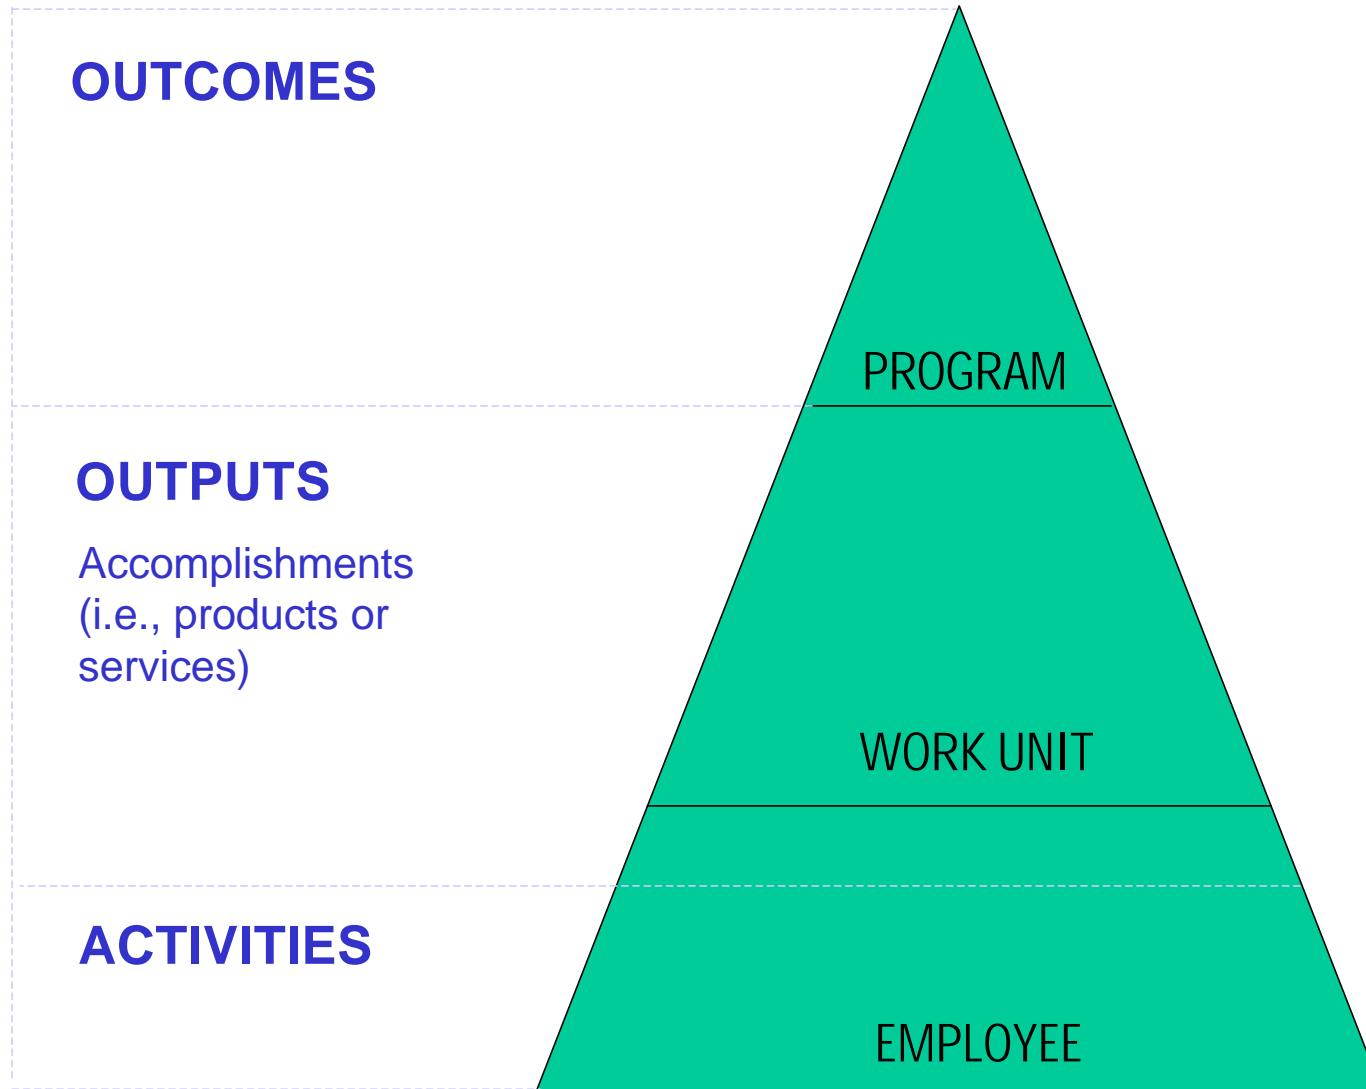 OUTCOMES
PROGRAM
OUTPUTS
Accomplishments
(i.e., products or
services)
WORK UNIT
ACTIVITIES
EMPLOYEE